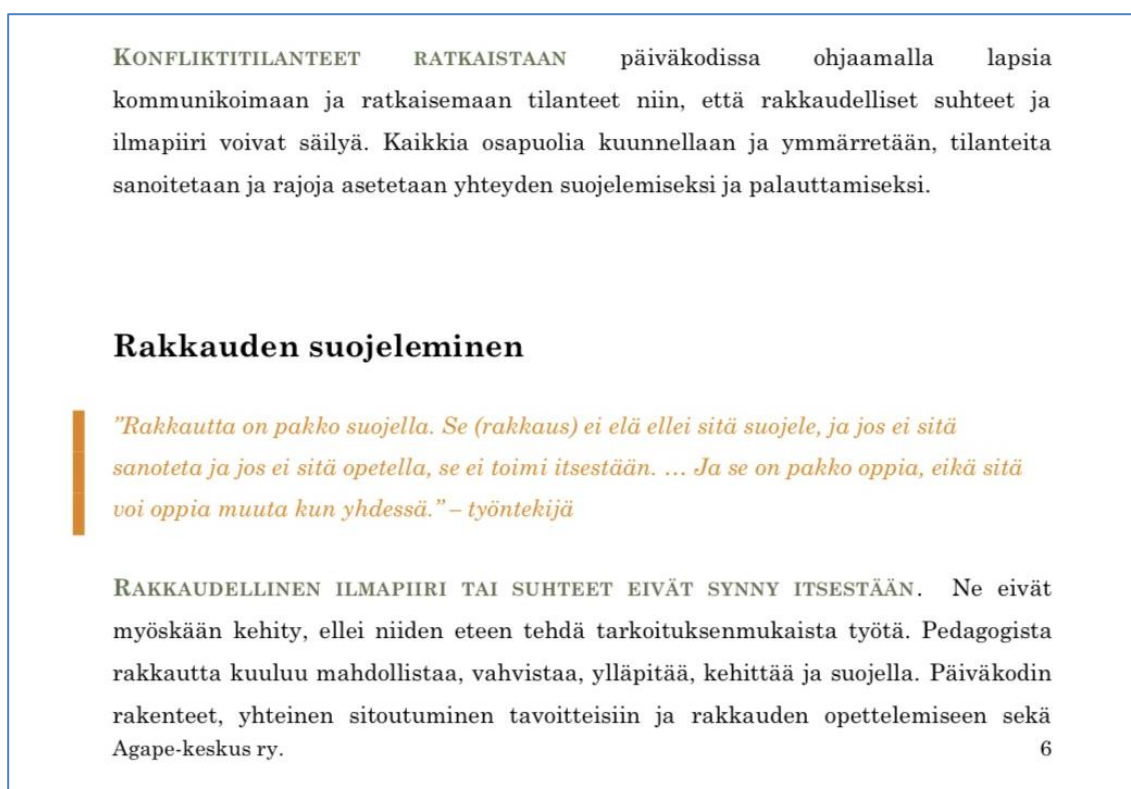 KONFLIKTITILANTEET RATKAISTAAN päiväkodissa ohjaamalla lapsia
kommunikoimaan ja ratkaisemaan tilanteet niin, että rakkaudelliset suhteet ja
ilmapiiri voivat säilyä. Kaikkia osapuolia kuunnellaan ja ymmärretään, tilanteita
sanoitetaan ja rajoja asetetaan yhteyden suojelemiseksi ja palauttamiseksi.
Rakkauden suojeleminen
”Rakkautta on pakko suojella. Se (rakkaus) ei elä ellei sitä suojele, ja jos ei sitä
sanoteta ja jos ei sitä opetella, se ei toimi itsestään. … Ja se on pakko oppia, eikä sitä
voi oppia muuta kun yhdessä.” – työntekijä
RAKKAUDELLINEN ILMAPIIRI TAI SUHTEET EIVÄT SYNNY ITSESTÄÄN. Ne eivät
myöskään kehity, ellei niiden eteen tehdä tarkoituksenmukaista työtä. Pedagogista
rakkautta kuuluu mahdollistaa, vahvistaa, ylläpitää, kehittää ja suojella. Päiväkodin
rakenteet, yhteinen sitoutuminen tavoitteisiin ja rakkauden opettelemiseen sekä
Agape-keskus ry. 6